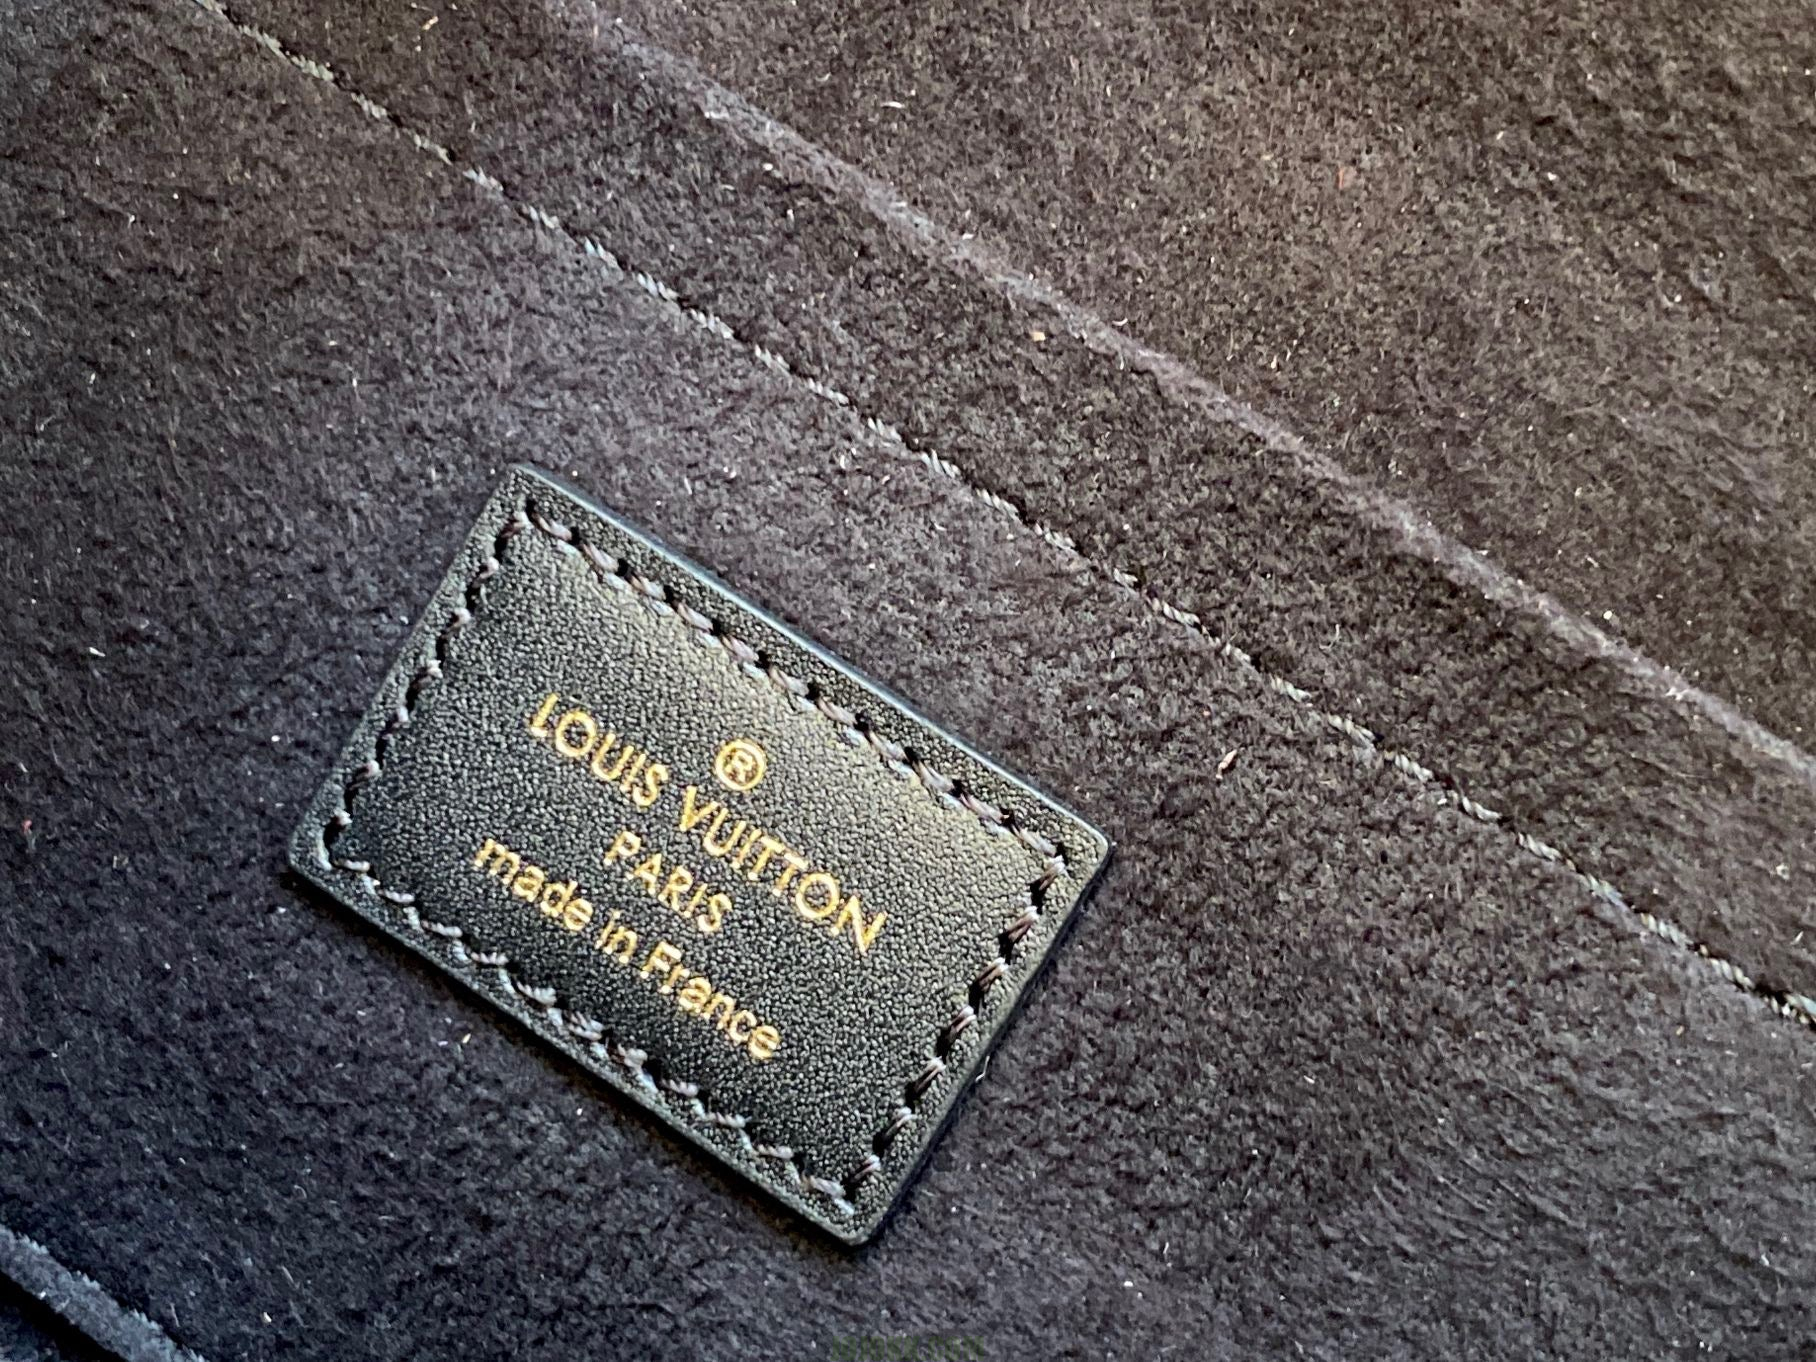 ®
LOUIS VUITTON
PARIS
made in France